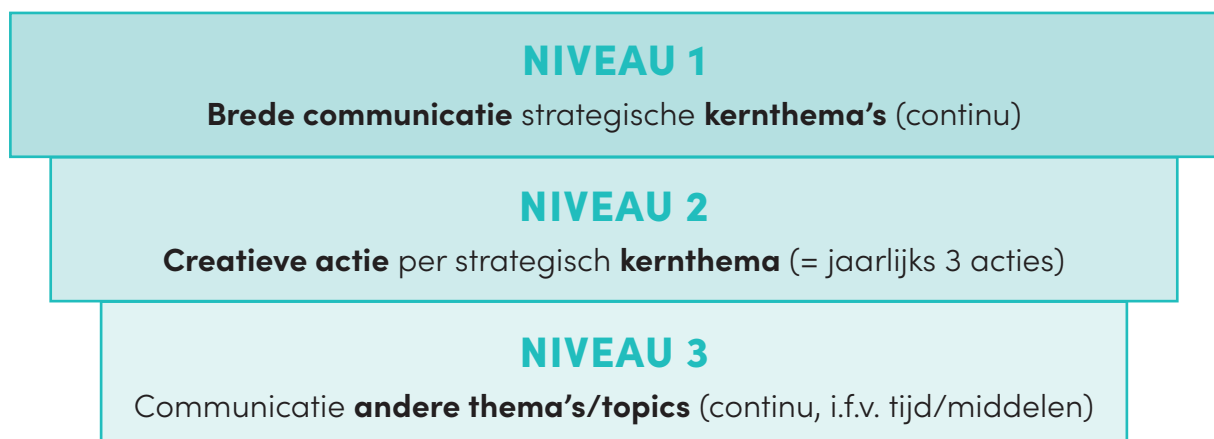 NIVEAU 1
Brede communicatie strategische kernthema's (continu)
NIVEAU 2
Creatieve actie per strategisch kernthema (= jaarlijks 3 acties)
NIVEAU 3
Communicatie andere thema's/topics (continu, i.f.v. tijd/middelen)